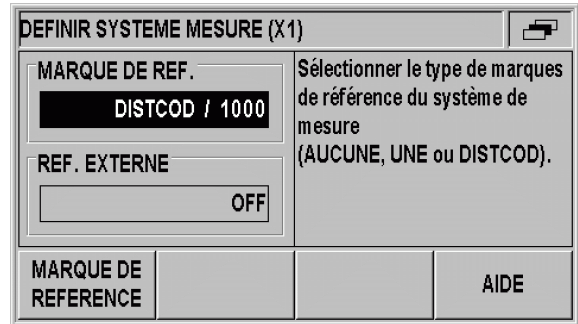 DEFINIR SYSTEME MESURE (X1)
MARQUE DE REF.
DISTCOD / 1000
REF. EXTERNE
OFF
Sélectionner le type de marques
de référence du système de
mesure
(AUCUNE, UNE ou DISTCOD).
MARQUE DE
REFERENCE
AIDE